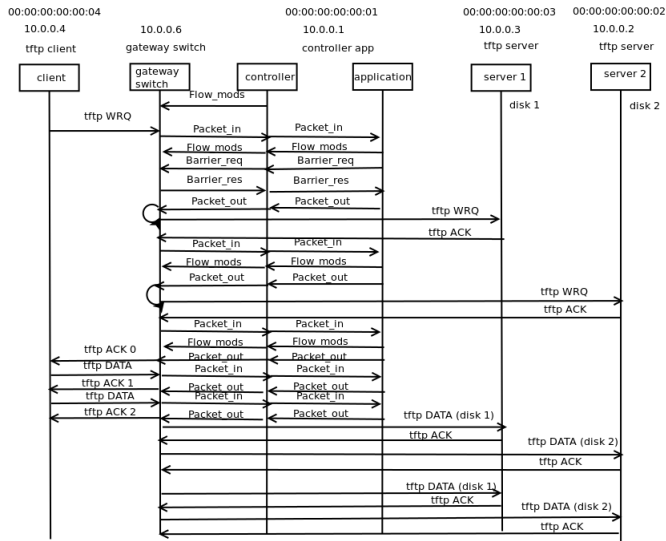 00:00:00:00:00:04 00:00:00:00:00:01 00:00:00:00:00:03 00:00:00:00:00:02
10.0.0.4 10.0.0.6 10.0.0.1 10.0.0.3 10.0.0.2
tftp client gateway switch controller app tftp server tftp server
client gateway switch controller application server 1 server 2
Flow_mods
disk 1 disk 2
tftp WRQ
Packet_in Packet_in
Flow_mods Flow_mods
Barrier_req Barrier_req
Barrier_res Barrier_res
Packet_out Packet_out
tftp WRQ
tftp ACK
Packet_in Packet_in
Flow_mods Flow_mods
Packet_out Packet_out
tftp WRQ
tftp ACK
Packet_in Packet_in
Flow_mods Flow_mods
tftp ACK 0 Packet_out Packet_out
tftp DATA Packet_in Packet_in
tftp ACK 1 Packet_out Packet_out
tftp DATA Packet_in Packet_in
tftp ACK 2 Packet_out Packet_out
tftp DATA (disk 1)
tftp ACK
tftp DATA (disk 2)
tftp ACK
tftp DATA (disk 1)
tftp ACK
tftp DATA (disk 2)
tftp ACK